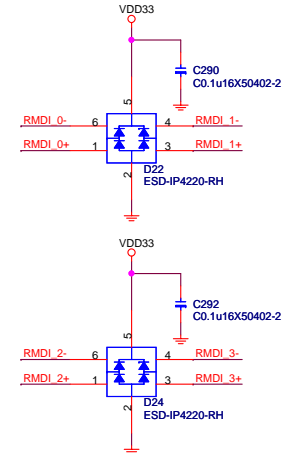 VDD33
C290
C0.1u16X50402-2
5
RMDI_0- 6 4 RMDI_1-
RMDI_0+ 1 3 RMDI_1+
2
D22
ESD-IP4220-RH
VDD33
C292
C0.1u16X50402-2
5
RMDI_2- 6 4 RMDI_3-
RMDI_2+ 1 3 RMDI_3+
2
D24
ESD-IP4220-RH